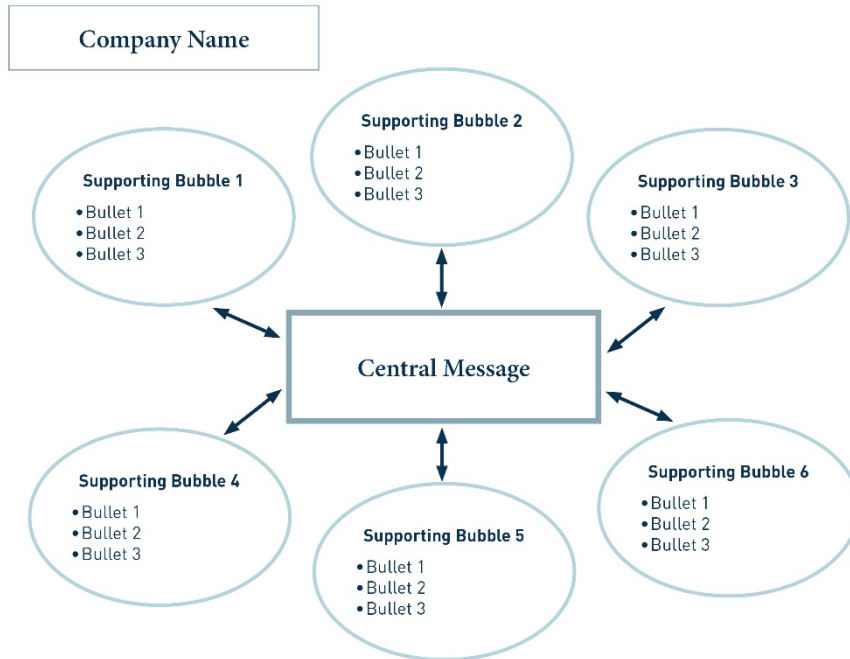 Company Name
Supporting Bubble 1
•Bullet 1
•Bullet 2
•Bullet 3
Supporting Bubble 2
•Bullet 1
•Bullet 2
•Bullet 3
Supporting Bubble 3
•Bullet 1
•Bullet 2
•Bullet 3
Central Message
Supporting Bubble 4
•Bullet 1
•Bullet 2
•Bullet 3
Supporting Bubble 5
•Bullet 1
•Bullet 2
•Bullet 3
Supporting Bubble 6
•Bullet 1
•Bullet 2
•Bullet 3